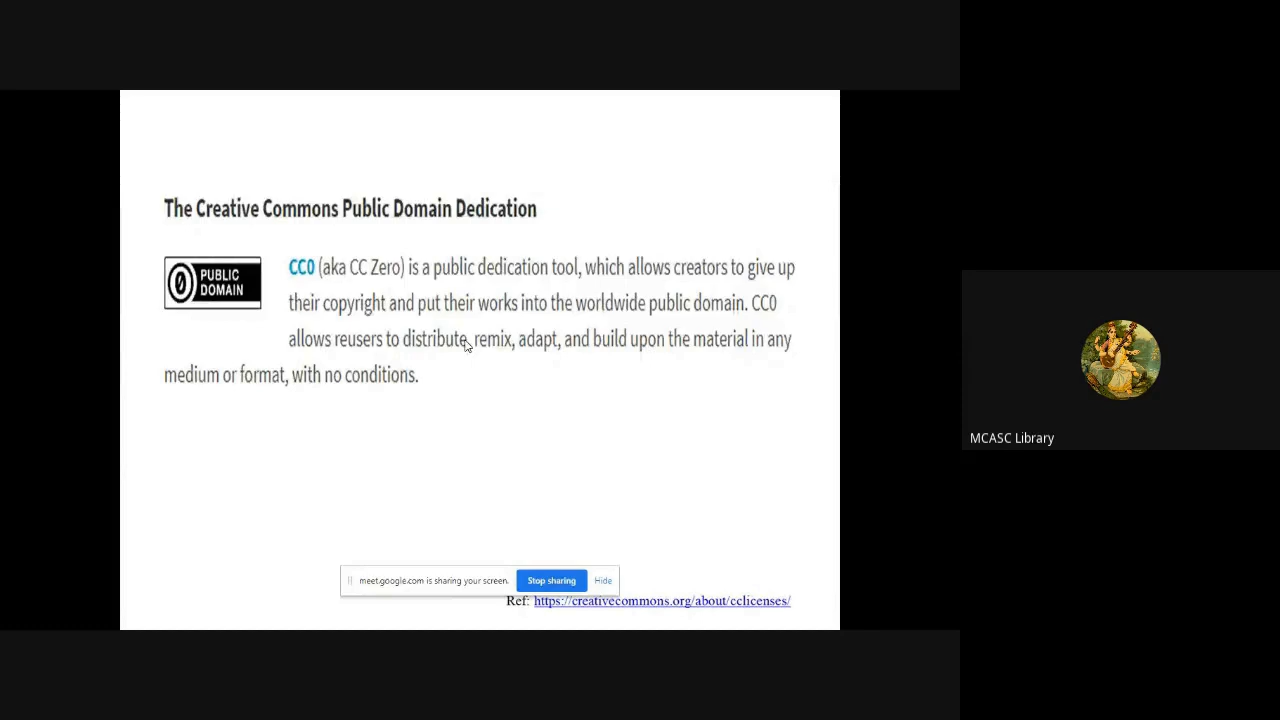 The Creative Commons Public Domain Dedication
0 PUBLIC
DOMAIN
CC0 (aka CC Zero) is a public dedication tool, which allows creators to give up
their copyright and put their works into the worldwide public domain. CC0
allows reusers to distribute, remix, adapt, and build upon the material in any
medium or format, with no conditions.
MCASC Library
meet.google.com is sharing your screen. Stop sharing Hide
Ref: https://creativecommons.org/about/cclicenses/